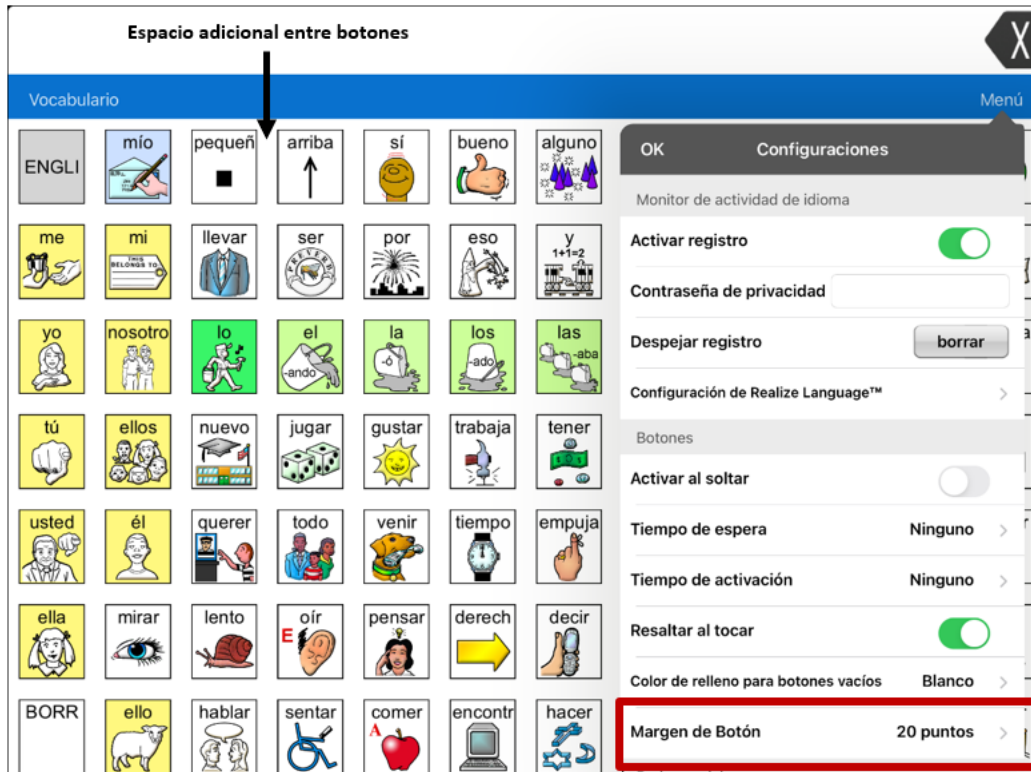 Espacio adicional entre botones
X
Vocabulario
Menú
ENGLI
mío
pequeñ
arriba
sí
bueno
alguno
me
mi
THIS BELONGS TO
llevar
ser
PREVERB
por
eso
y
1+1=2
yo
nosotro
lo
el
-ando
la
-ó
los
-ado
las
-aba
tú
ellos
nuevo
jugar
gustar
trabaja
tener
usted
él
querer
todo
venir
tiempo
empuja
ella
mirar
lento
oír
E
pensar
derech
decir
BORR
ello
hablar
sentar
comer
A
encontr
hacer
OK
Configuraciones
Monitor de actividad de idioma
Activar registro
Contraseña de privacidad
Despejar registro
borrar
Configuración de Realize Language™
Botones
Activar al soltar
Tiempo de espera
Ninguno
Tiempo de activación
Ninguno
Resaltar al tocar
Color de relleno para botones vacíos
Blanco
Margen de Botón
20 puntos